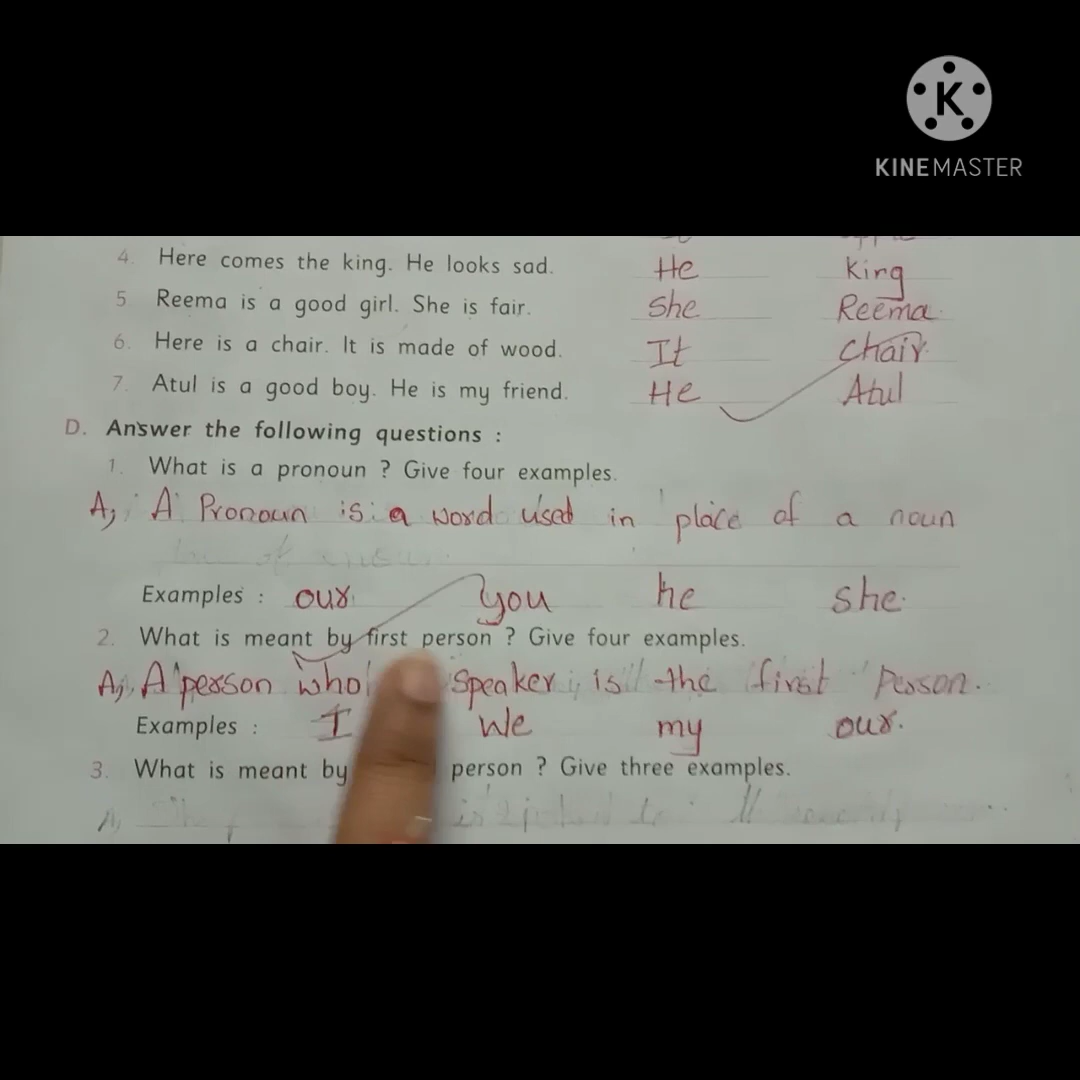 KINEMASTER
4. Here comes the king. He looks sad. He King
5. Reema is a good girl. She is fair. She Reema.
6. Here is a chair. It is made of wood. It Chair.
7. Atul is a good boy. He is my friend. He Atul
D. Answer the following questions :
1. What is a pronoun ? Give four examples.
A, A Pronoun is a word used in place of a noun
Examples : our you he she.
2. What is meant by first person ? Give four examples.
A, A person who speaker is the first Person.
Examples : I We my our.
3. What is meant by person ? Give three examples.
A,